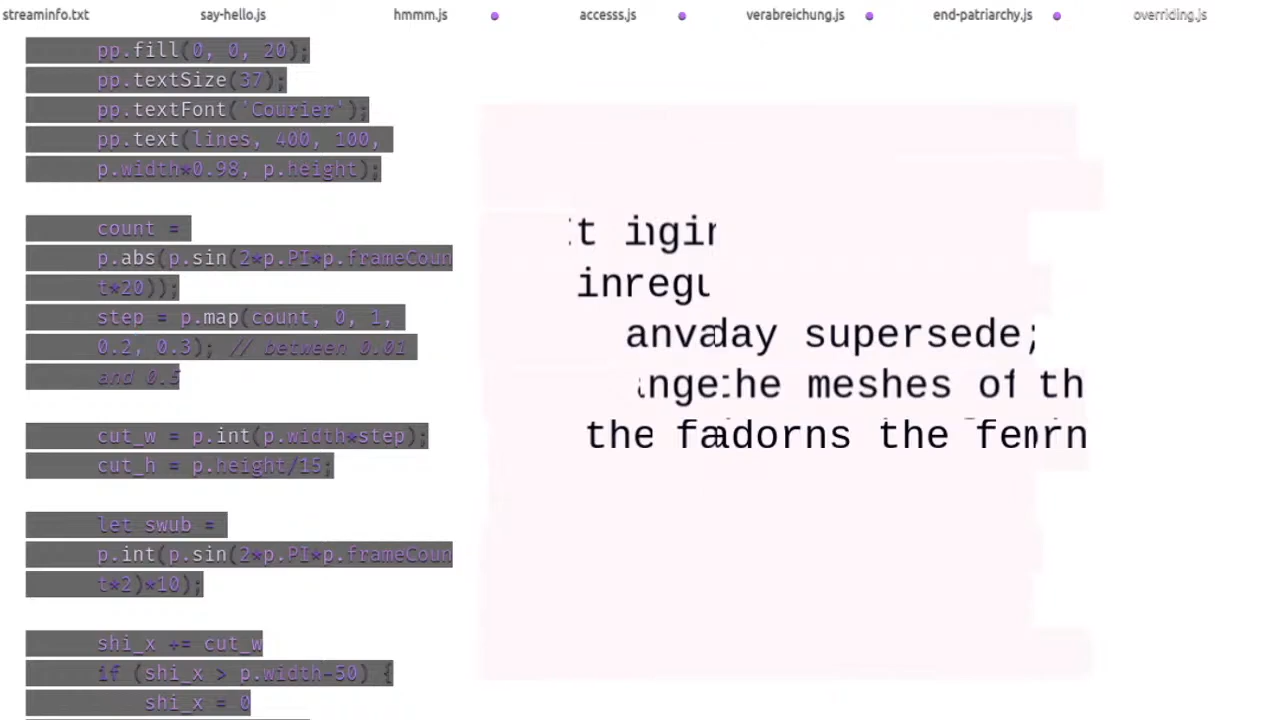 streaminfo.txt say-hello.js hmmm.js accesss.js verabreichung.js end-patriarchy.js overriding.js
pp.fill(0, 0, 20);
pp.textSize(37);
pp.textFont('Courier');
pp.text(lines, 400, 100,
p.width*0.98, p.height);
count =
p.abs(p.sin(2*p.PI*p.frameCoun
t*20));
step = p.map(count, 0, 1,
0.2, 0.3); // between 0.01
and 0.5
cut_w = p.int(p.width*step);
cut_h = p.height/15;
let swub =
p.int(p.sin(2*p.PI*p.frameCoun
t*2)*10);
shi_x += cut_w
if (shi_x > p.width-50) {
shi_x = 0
inregu
day supersede;
he meshes of th
the fadorns the